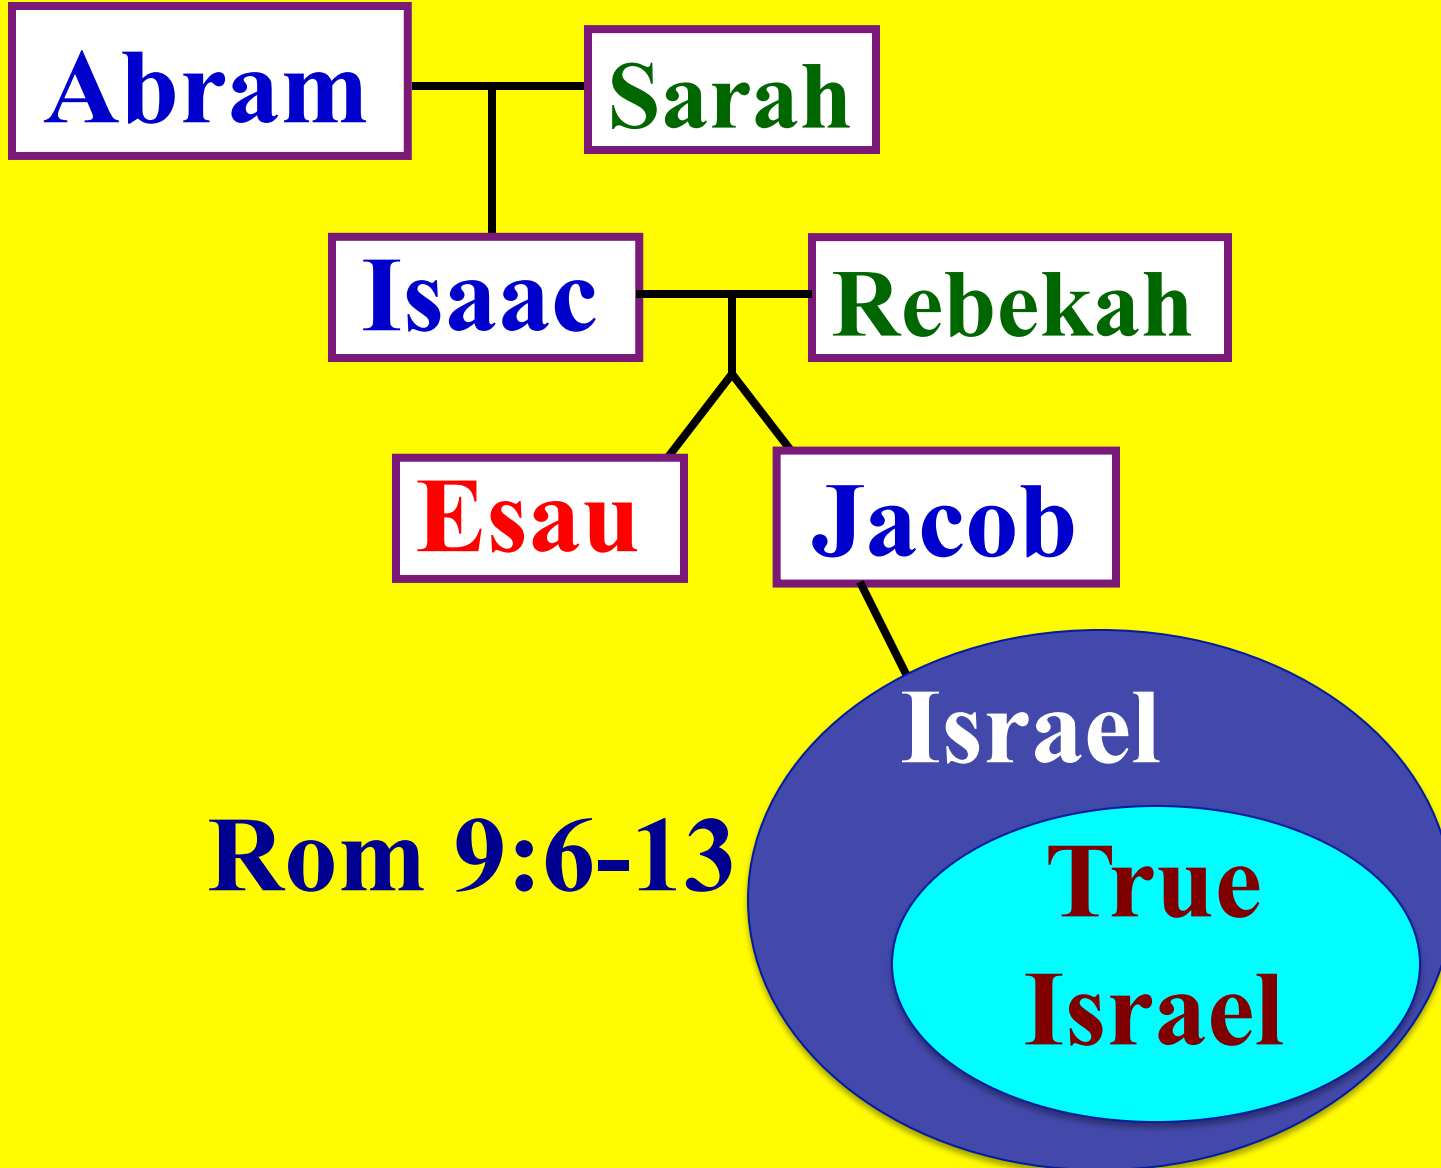 Abram
Sarah
Isaac
Rebekah
Esau
Jacob
Israel
Rom 9:6-13
True
Israel